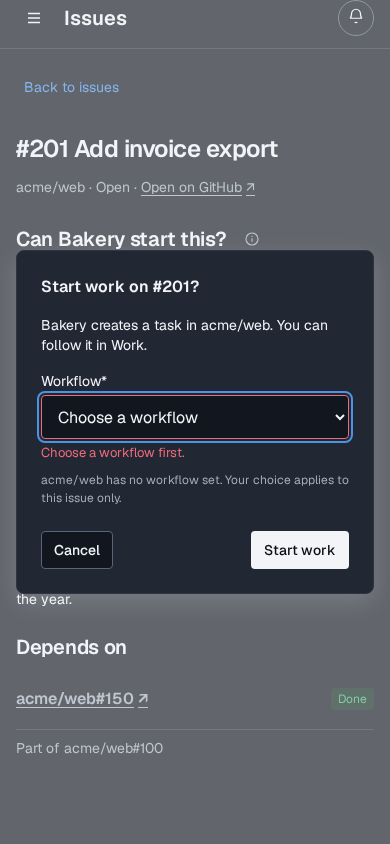 Issues
Back to issues
#201 Add invoice export
acme/web · Open · Open on GitHub ↗
Can Bakery start this?
Start work on #201?
Bakery creates a task in acme/web. You can
follow it in Work.
Workflow*
Choose a workflow
Choose a workflow first.
acme/web has no workflow set. Your choice applies to
this issue only.
Cancel
Start work
the year.
Depends on
acme/web#150 ↗
Done
Part of acme/web#100